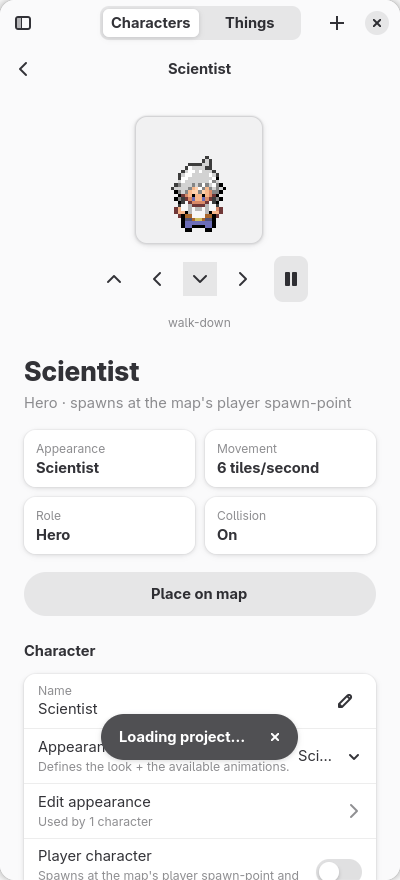 Characters
Things
Scientist
walk-down
Scientist
Hero · spawns at the map's player spawn-point
Appearance
Scientist
Movement
6 tiles/second
Role
Hero
Collision
On
Place on map
Character
Name
Scientist
Loading project…
Defines the look + the available animations.
Sci…
Edit appearance
Used by 1 character
Player character
Spawns at the map's player spawn-point and